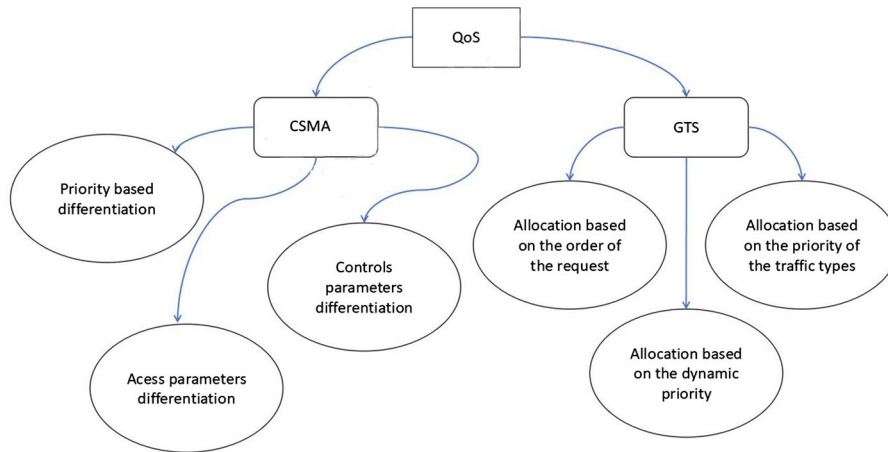 QoS
CSMA
GTS
Priority based
differentiation
Acess parameters
differentiation
Controls
parameters
differentiation
Allocation based
on the order of
the request
Allocation based
on the dynamic
priority
Allocation based
on the priority of
the traffic types